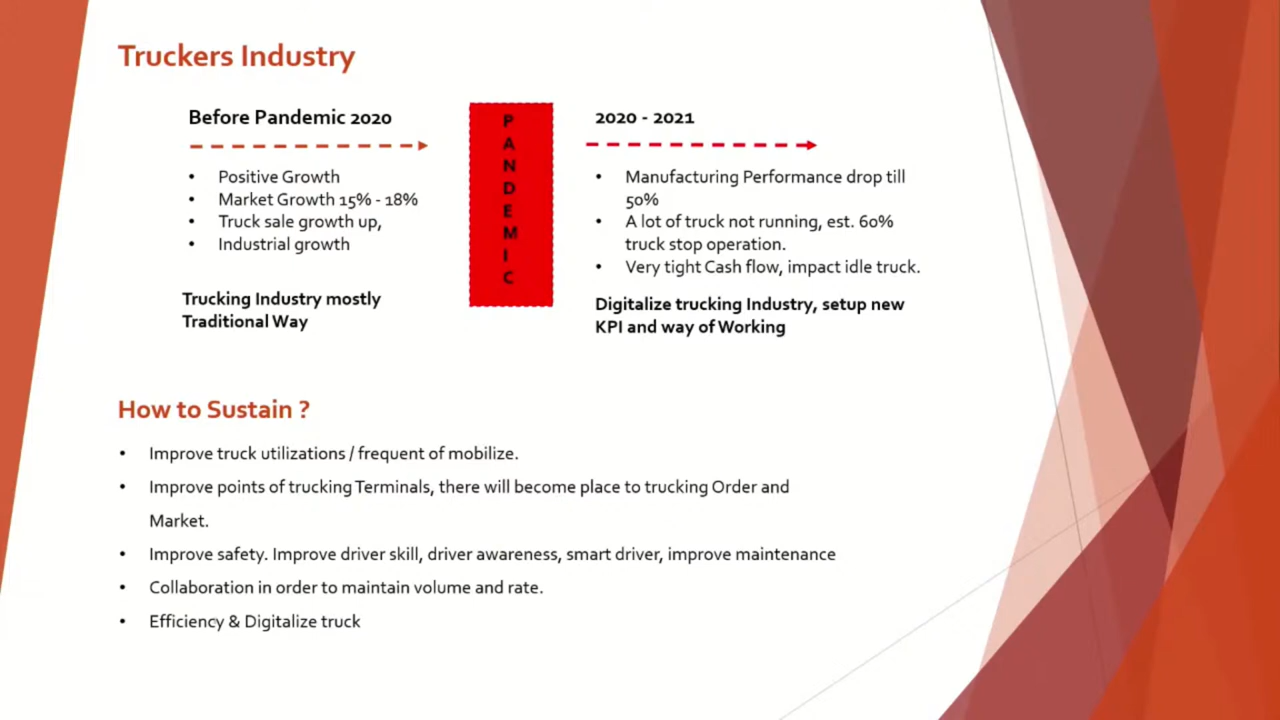 Truckers Industry
Before Pandemic 2020
• Positive Growth
• Market Growth 15% - 18%
• Truck sale growth up,
• Industrial growth
Trucking Industry mostly
Traditional Way
PANDEMIC
2020 - 2021
• Manufacturing Performance drop till
50%
• A lot of truck not running, est. 60%
truck stop operation.
• Very tight Cash flow, impact idle truck.
Digitalize trucking Industry, setup new
KPI and way of Working
How to Sustain ?
• Improve truck utilizations / frequent of mobilize.
• Improve points of trucking Terminals, there will become place to trucking Order and
Market.
• Improve safety. Improve driver skill, driver awareness, smart driver, improve maintenance
• Collaboration in order to maintain volume and rate.
• Efficiency & Digitalize truck